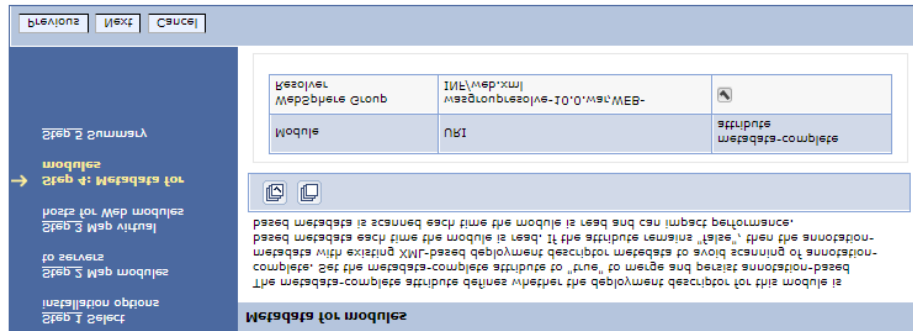 Step 1 Select
installation options
Step 2 Map modules
to servers
Step 3 Map virtual
hosts for Web modules
Step 4: Metadata for
modules
Step 5 Summary
Metadata for modules
The metadata-complete attribute defines whether the deployment descriptor for this module is
complete. Set the metadata-complete attribute to "true" to merge and persist annotation-based
metadata with existing XML-based deployment descriptor metedata to avoid scanning of annotation-
based metadata each time the module is read. If the attribute remains "false", then the annotation-
based metadata is scanned each time the module is read and can impact performance.
Module
URI
metadata-complete
attribute
WebSphere Group
Resolver
wasgroupresolve-10.0.war,WEB-
INF/web.xml
Previous
Next
Cancel